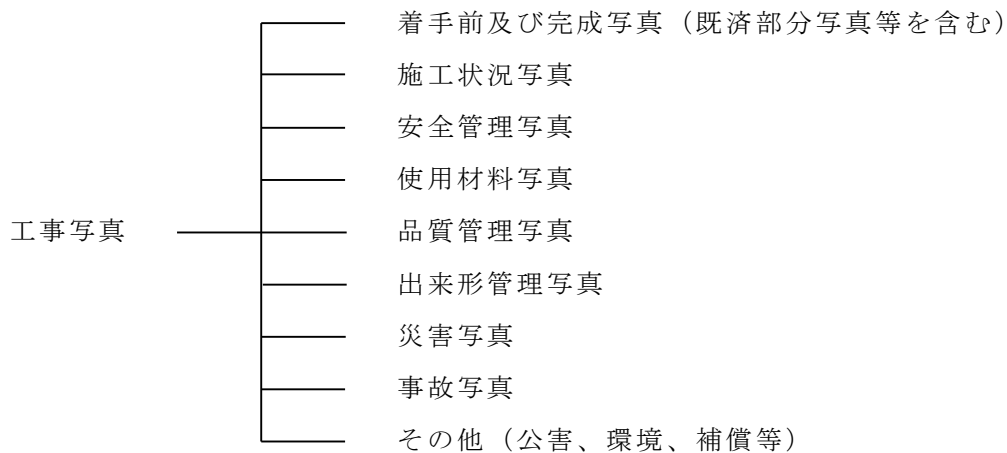 着手前及び完成写真（既済部分写真等を含む）
施工状況写真
安全管理写真
使用材料写真
工事写真 品質管理写真
出来形管理写真
災害写真
事故写真
その他（公害、環境、補償等）